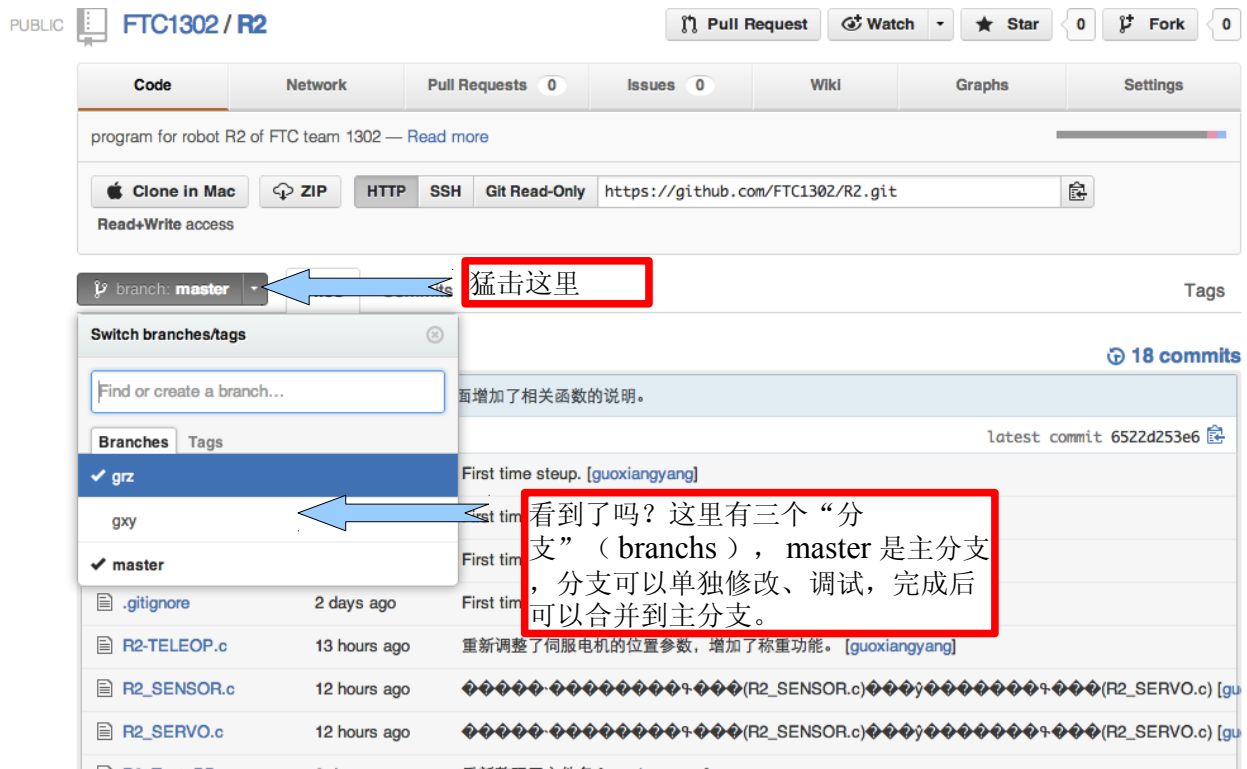 PUBLIC FTC1302 / R2 Pull Request Watch Star 0 Fork 0
Code Network Pull Requests 0 Issues 0 Wiki Graphs Settings
program for robot R2 of FTC team 1302 — Read more
Clone in Mac ZIP HTTP SSH Git Read-Only https://github.com/FTC1302/R2.git
Read+Write access
branch: master
猛击这里
Tags
Switch branches/tags
18 commits
Find or create a branch...
面增加了相关函数的说明。
Branches Tags
latest commit 6522d253e6
grz
First time steup. [guoxiangyang]
gxy
master
First tim
看到了吗？这里有三个“分
支”（ branchs ）， master 是主分支
，分支可以单独修改、调试，完成后
可以合并到主分支。
.gitignore 2 days ago First tim
R2-TELEOP.c 13 hours ago 重新调整了伺服电机的位置参数，增加了称重功能。 [guoxiangyang]
R2_SENSOR.c 12 hours ago (R2_SENSOR.c) (R2_SERVO.c) [gu
R2_SERVO.c 12 hours ago (R2_SENSOR.c) (R2_SERVO.c) [gu